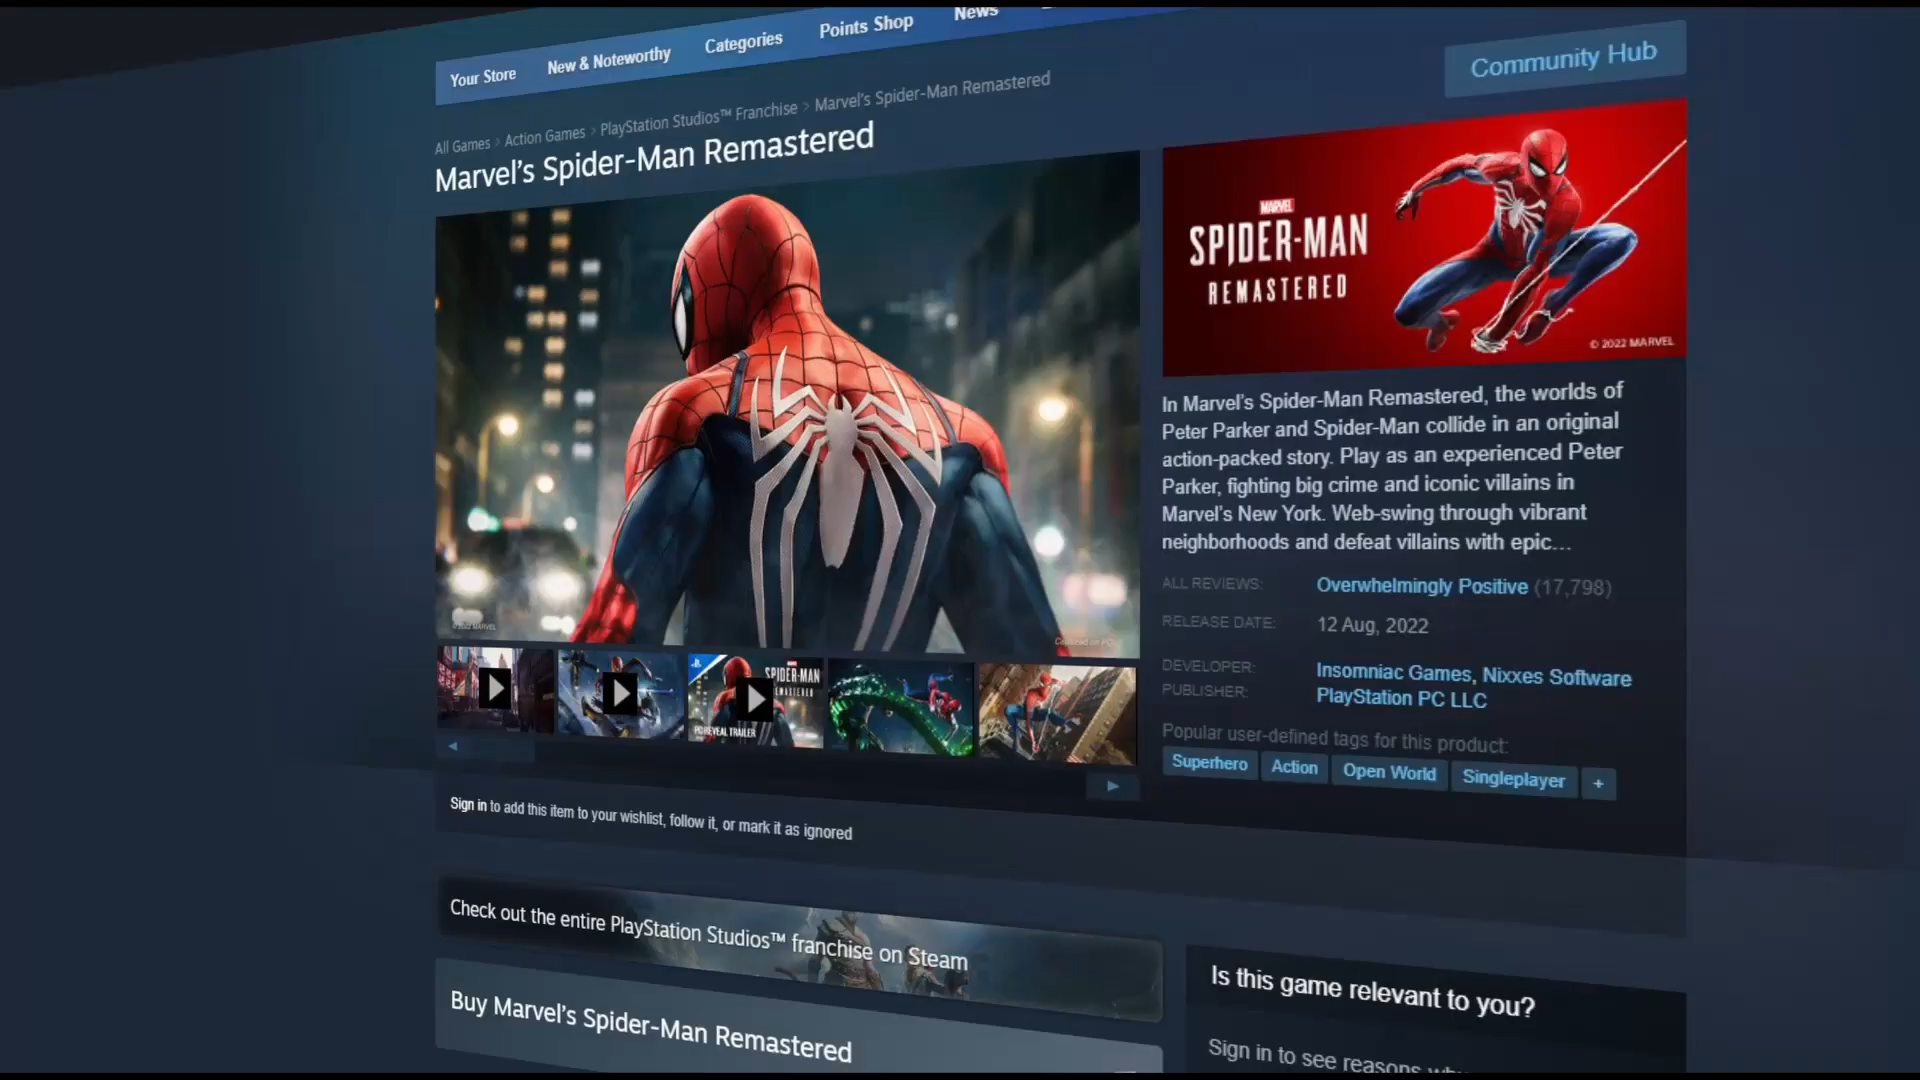 Your Store
New & Noteworthy
Categories
Points Shop
News
Community Hub
All Games > Action Games > PlayStation Studios™ Franchise > Marvel's Spider-Man Remastered
Marvel's Spider-Man Remastered
MARVEL
SPIDER-MAN
REMASTERED
© 2022 MARVEL
In Marvel's Spider-Man Remastered, the worlds of
Peter Parker and Spider-Man collide in an original
action-packed story. Play as an experienced Peter
Parker, fighting big crime and iconic villains in
Marvel's New York. Web-swing through vibrant
neighborhoods and defeat villains with epic...
ALL REVIEWS: Overwhelmingly Positive (17,798)
RELEASE DATE: 12 Aug, 2022
DEVELOPER: Insomniac Games, Nixxes Software
PUBLISHER: PlayStation PC LLC
Popular user-defined tags for this product:
Superhero
Action
Open World
Singleplayer
+
© 2022 MARVEL
SPIDER-MAN
PC REVEAL TRAILER
Sign in to add this item to your wishlist, follow it, or mark it as ignored
Check out the entire PlayStation Studios™ franchise on Steam
Buy Marvel's Spider-Man Remastered
Is this game relevant to you?
Sign in to see reasons